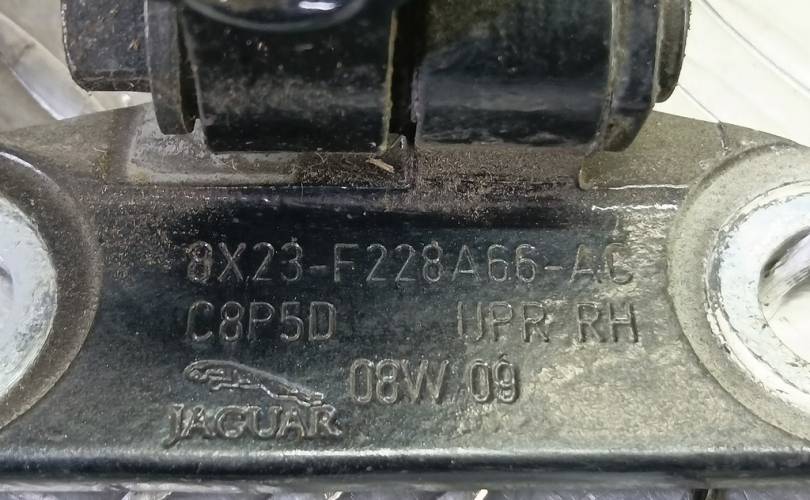 8X23-F228A66-AC
C8P5D UPR RH
08W 09
JAGUAR